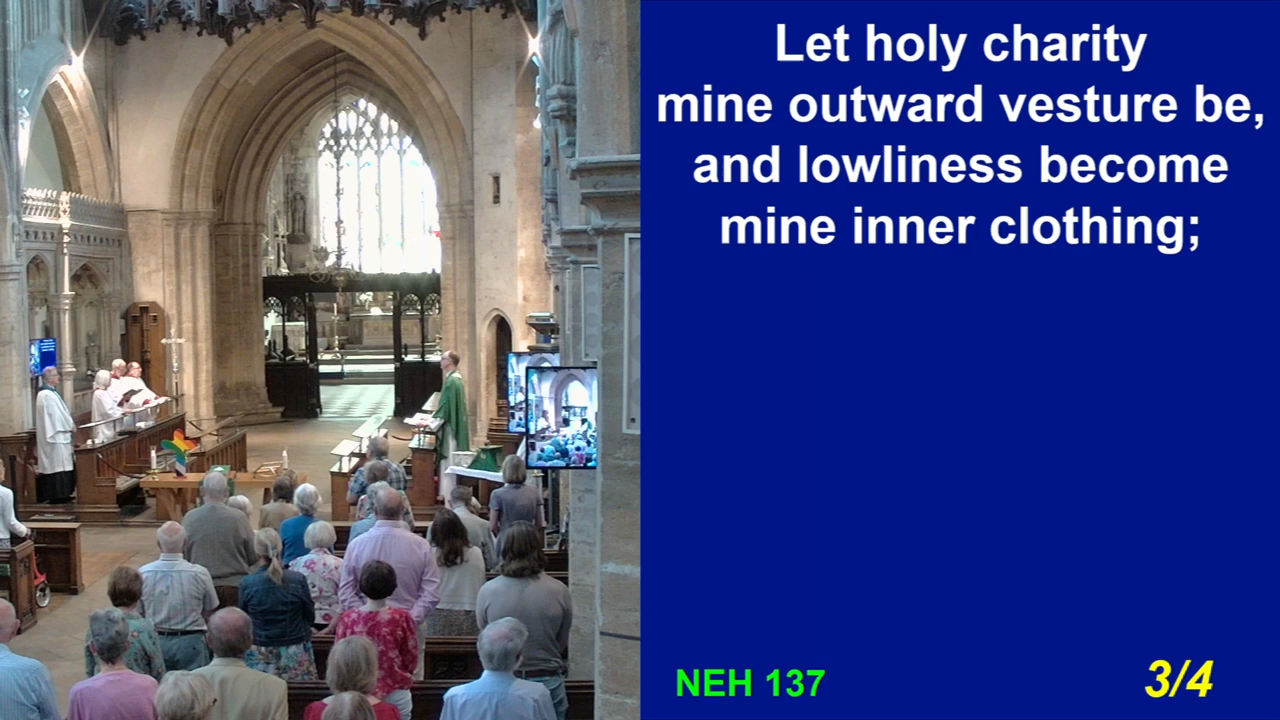 Let holy charity
mine outward vesture be,
and lowliness become
mine inner clothing;
NEH 137
3/4